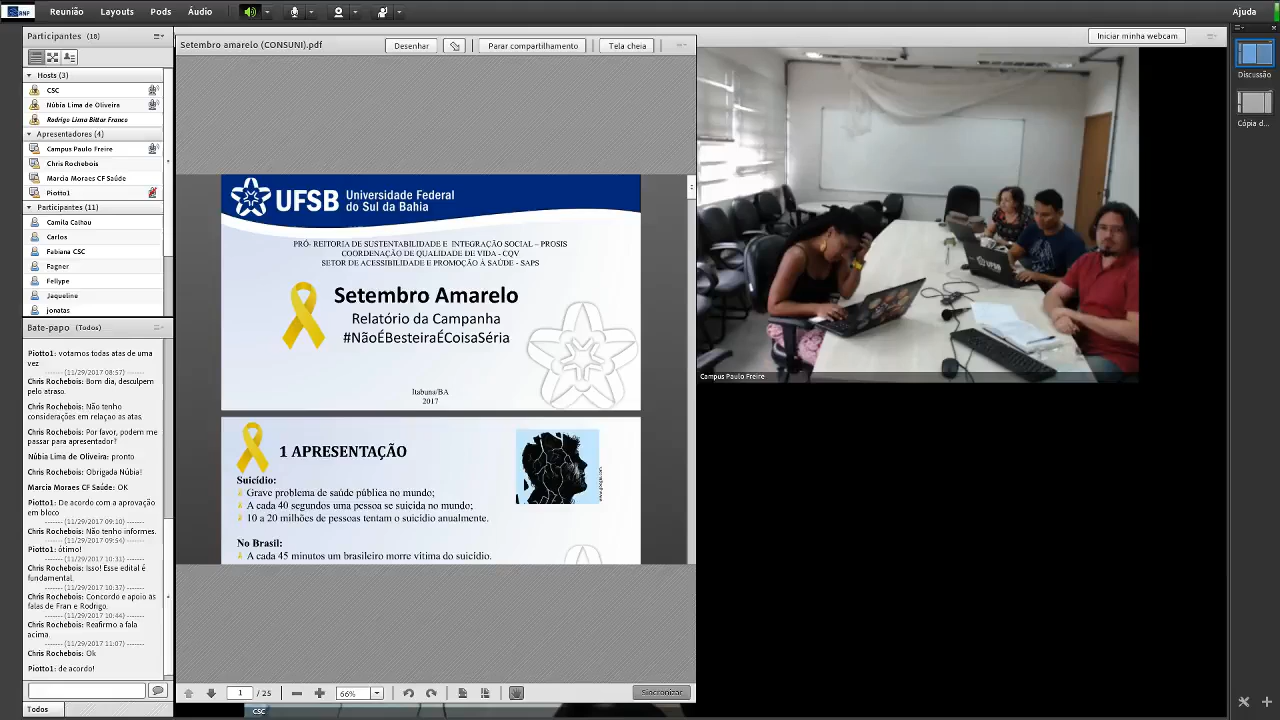 RNP
Reunião
Layouts
Pods
Áudio
Ajuda
Participantes (18)
Hosts (3)
CSC
Núbia Lima de Oliveira
Rodrigo Lima Bittar Franco
Apresentadores (4)
Campus Paulo Freire
Chris Rochebois
Marcia Moraes CF Saúde
Piotto1
Participantes (11)
Camila Calhau
Carlos
Fabiana CSC
Fagner
Fellype
Jaqueline
jonatas
Bate-papo (Todos)
Piotto1: votamos todas atas de uma
vez
------- (11/29/2017 08:57) -------
Chris Rochebois: Bom dia, desculpem
pelo atraso.
Chris Rochebois: Não tenho
considerações em relaçao as atas.
Chris Rochebois: Por favor, podem me
passar para apresentador?
Núbia Lima de Oliveira: pronto
Chris Rochebois: Obrigada Núbia!
Marcia Moraes CF Saúde: OK
Piotto1: De acordo com a aprovação
em bloco
------- (11/29/2017 09:10) -------
Chris Rochebois: Não tenho informes.
------- (11/29/2017 09:54) -------
Piotto1: ótimo!
------- (11/29/2017 10:31) -------
Chris Rochebois: Isso! Esse edital é
fundamental.
------- (11/29/2017 10:37) -------
Chris Rochebois: Concordo e apoio as
falas de Fran e Rodrigo.
------- (11/29/2017 10:44) -------
Chris Rochebois: Reafirmo a fala
acima.
------- (11/29/2017 11:07) -------
Chris Rochebois: Ok
Piotto1: de acordo!
Todos
Setembro amarelo (CONSUNI).pdf
Desenhar
Parar compartilhamento
Tela cheia
UFSB Universidade Federal
do Sul da Bahia
PRÓ- REITORIA DE SUSTENTABILIDADE E INTEGRAÇÃO SOCIAL – PROSIS
COORDENAÇÃO DE QUALIDADE DE VIDA - CQV
SETOR DE ACESSIBILIDADE E PROMOÇÃO À SAÚDE - SAPS
Setembro Amarelo
Relatório da Campanha
#NãoÉBesteiraÉCoisaSéria
Itabuna/BA
2017
1 APRESENTAÇÃO
Suicídio:
Grave problema de saúde pública no mundo;
A cada 40 segundos uma pessoa se suicida no mundo;
10 a 20 milhões de pessoas tentam o suicídio anualmente.
No Brasil:
A cada 45 minutos um brasileiro morre vítima do suicídio.
1 / 25
66%
Sincronizar
CSC
Iniciar minha webcam
UFSB
Campus Paulo Freire
Discussão
Cópia d...